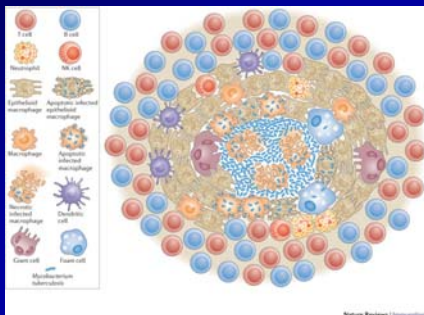 T cell
B cell
Neutrophil
NK cell
Epithelioid
macrophage
Apoptotic infected
epithelioid
macrophage
Macrophage
Apoptotic
infected
macrophage
Necrotic
infected
macrophage
Dendritic
cell
Giant cell
Foam cell
Mycobacterium
tuberculosis
Nature Reviews | Immunology